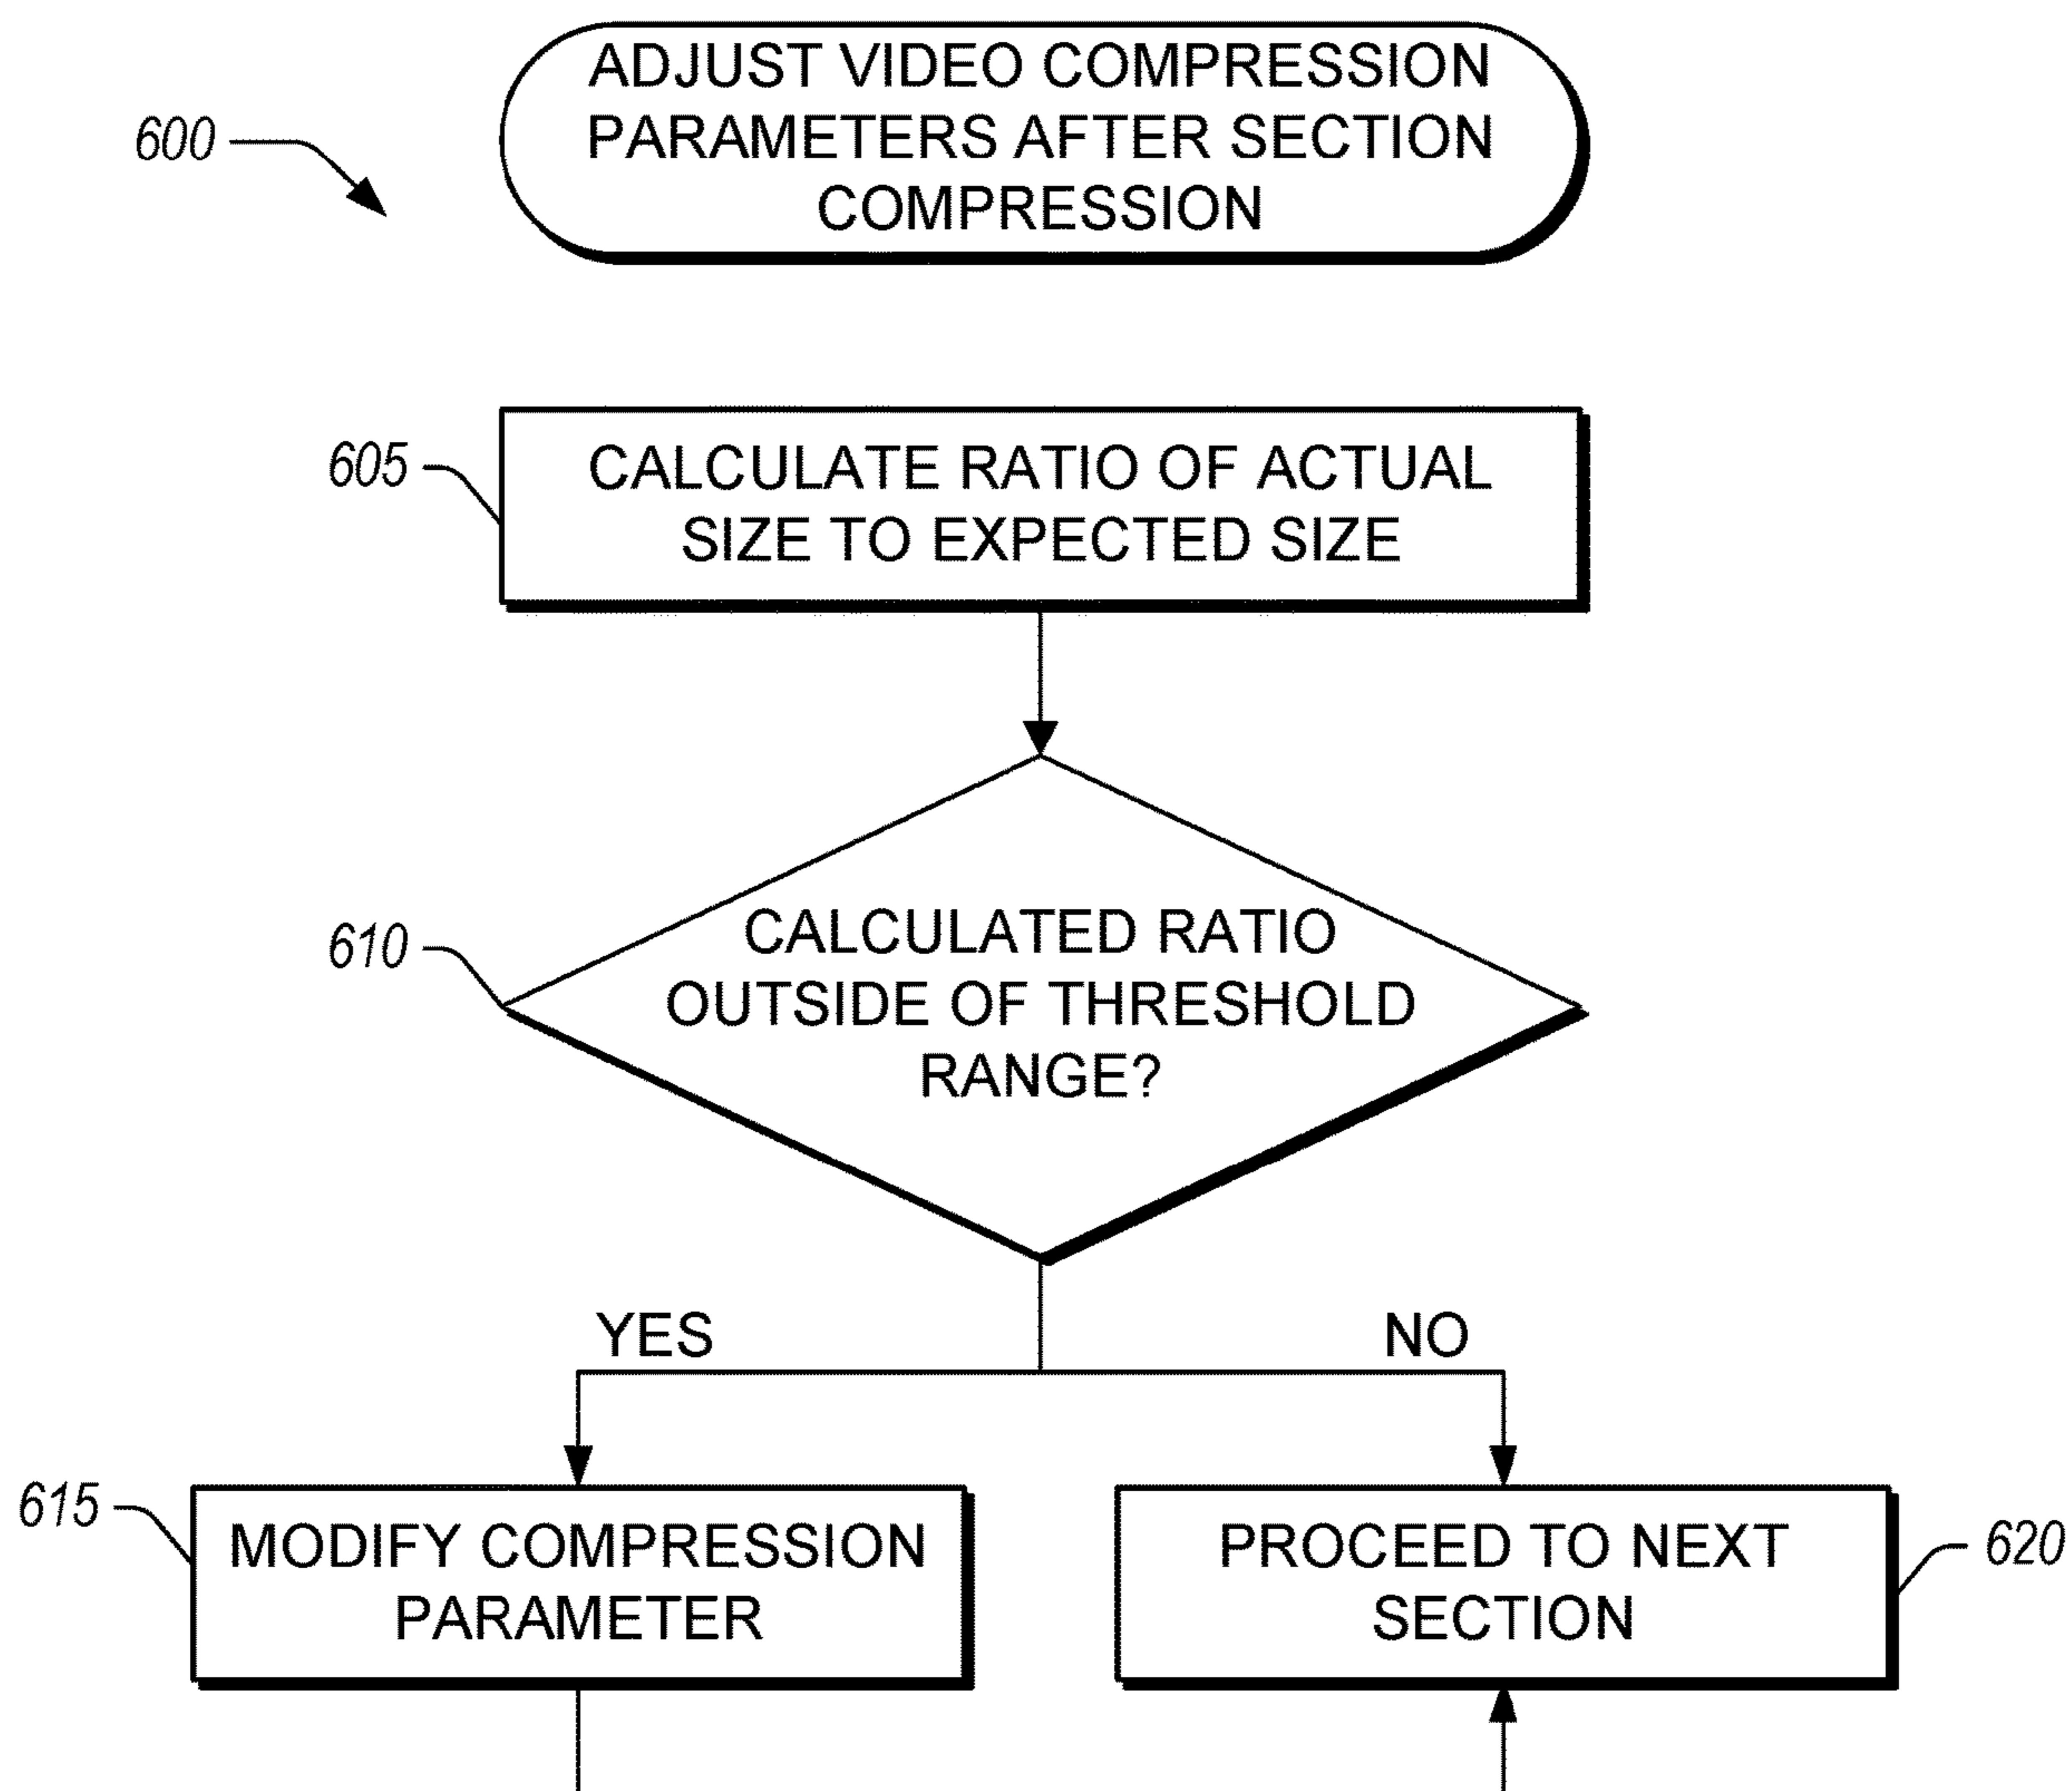 ADJUST VIDEO COMPRESSION
PARAMETERS AFTER SECTION
COMPRESSION
600
605
CALCULATE RATIO OF ACTUAL
SIZE TO EXPECTED SIZE
610
CALCULATED RATIO
OUTSIDE OF THRESHOLD
RANGE?
YES
NO
615
MODIFY COMPRESSION
PARAMETER
PROCEED TO NEXT
SECTION
620